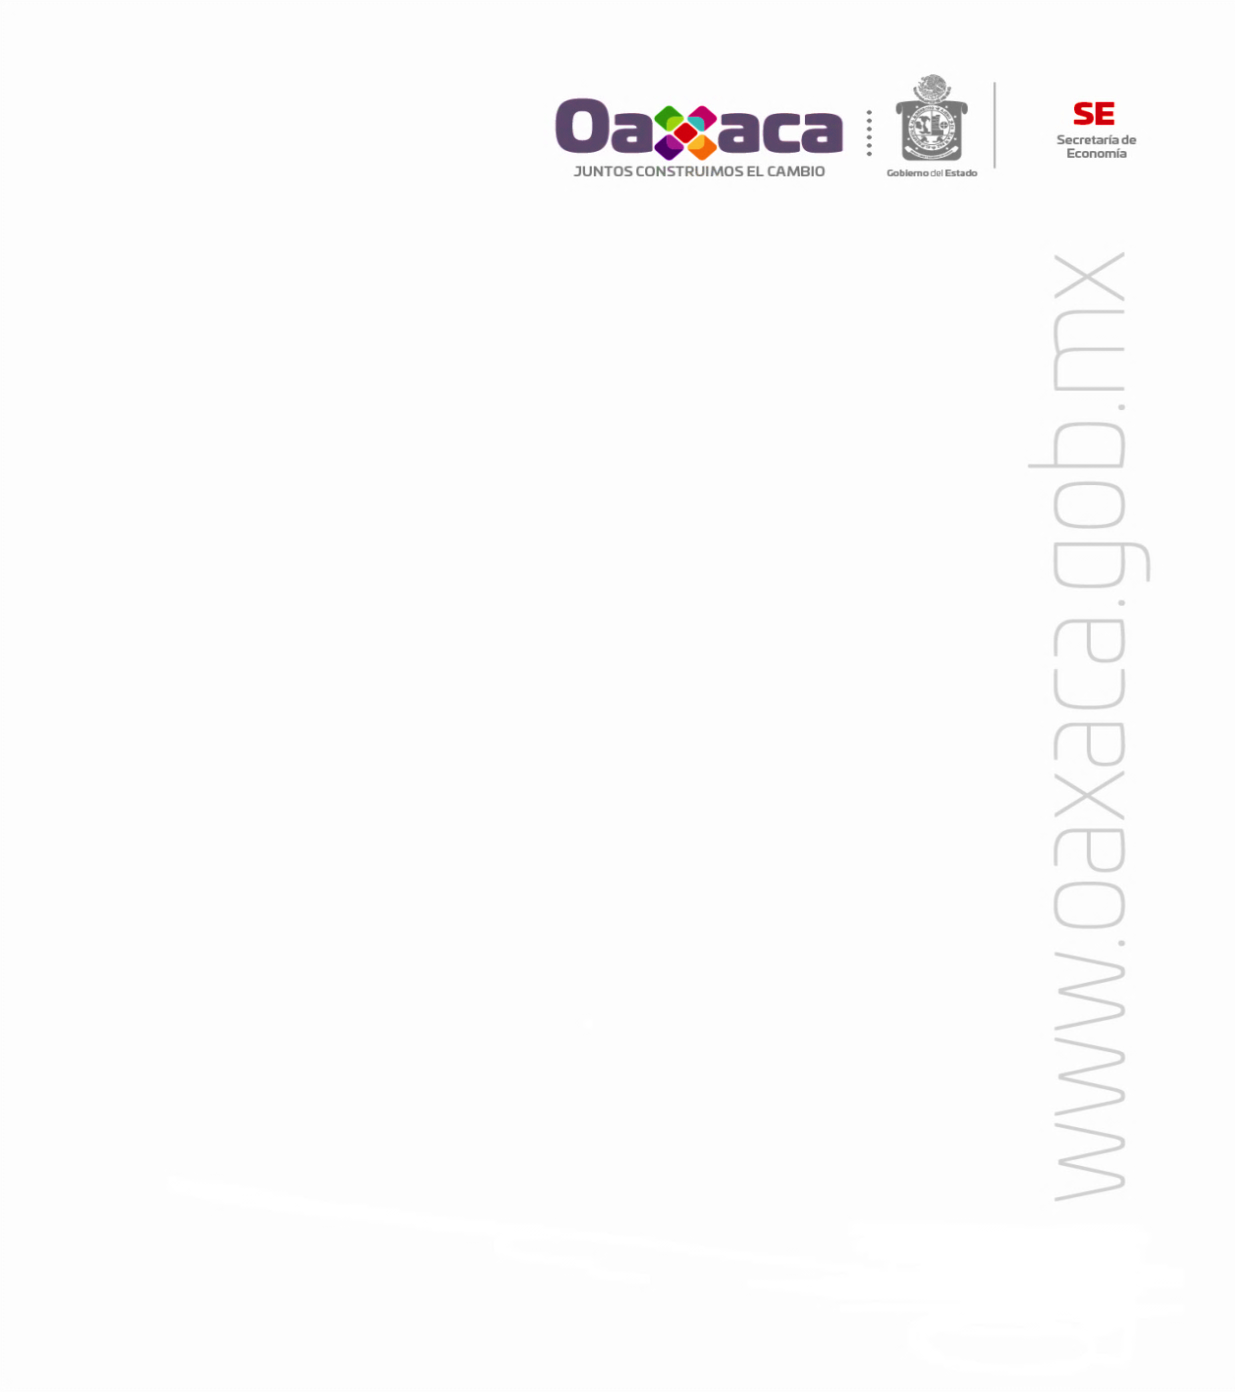 Oaxaca
JUNTOS CONSTRUIMOS EL CAMBIO
Gobierno del Estado
SE
Secretaría de
Economía
www.oaxaca.gob.mx